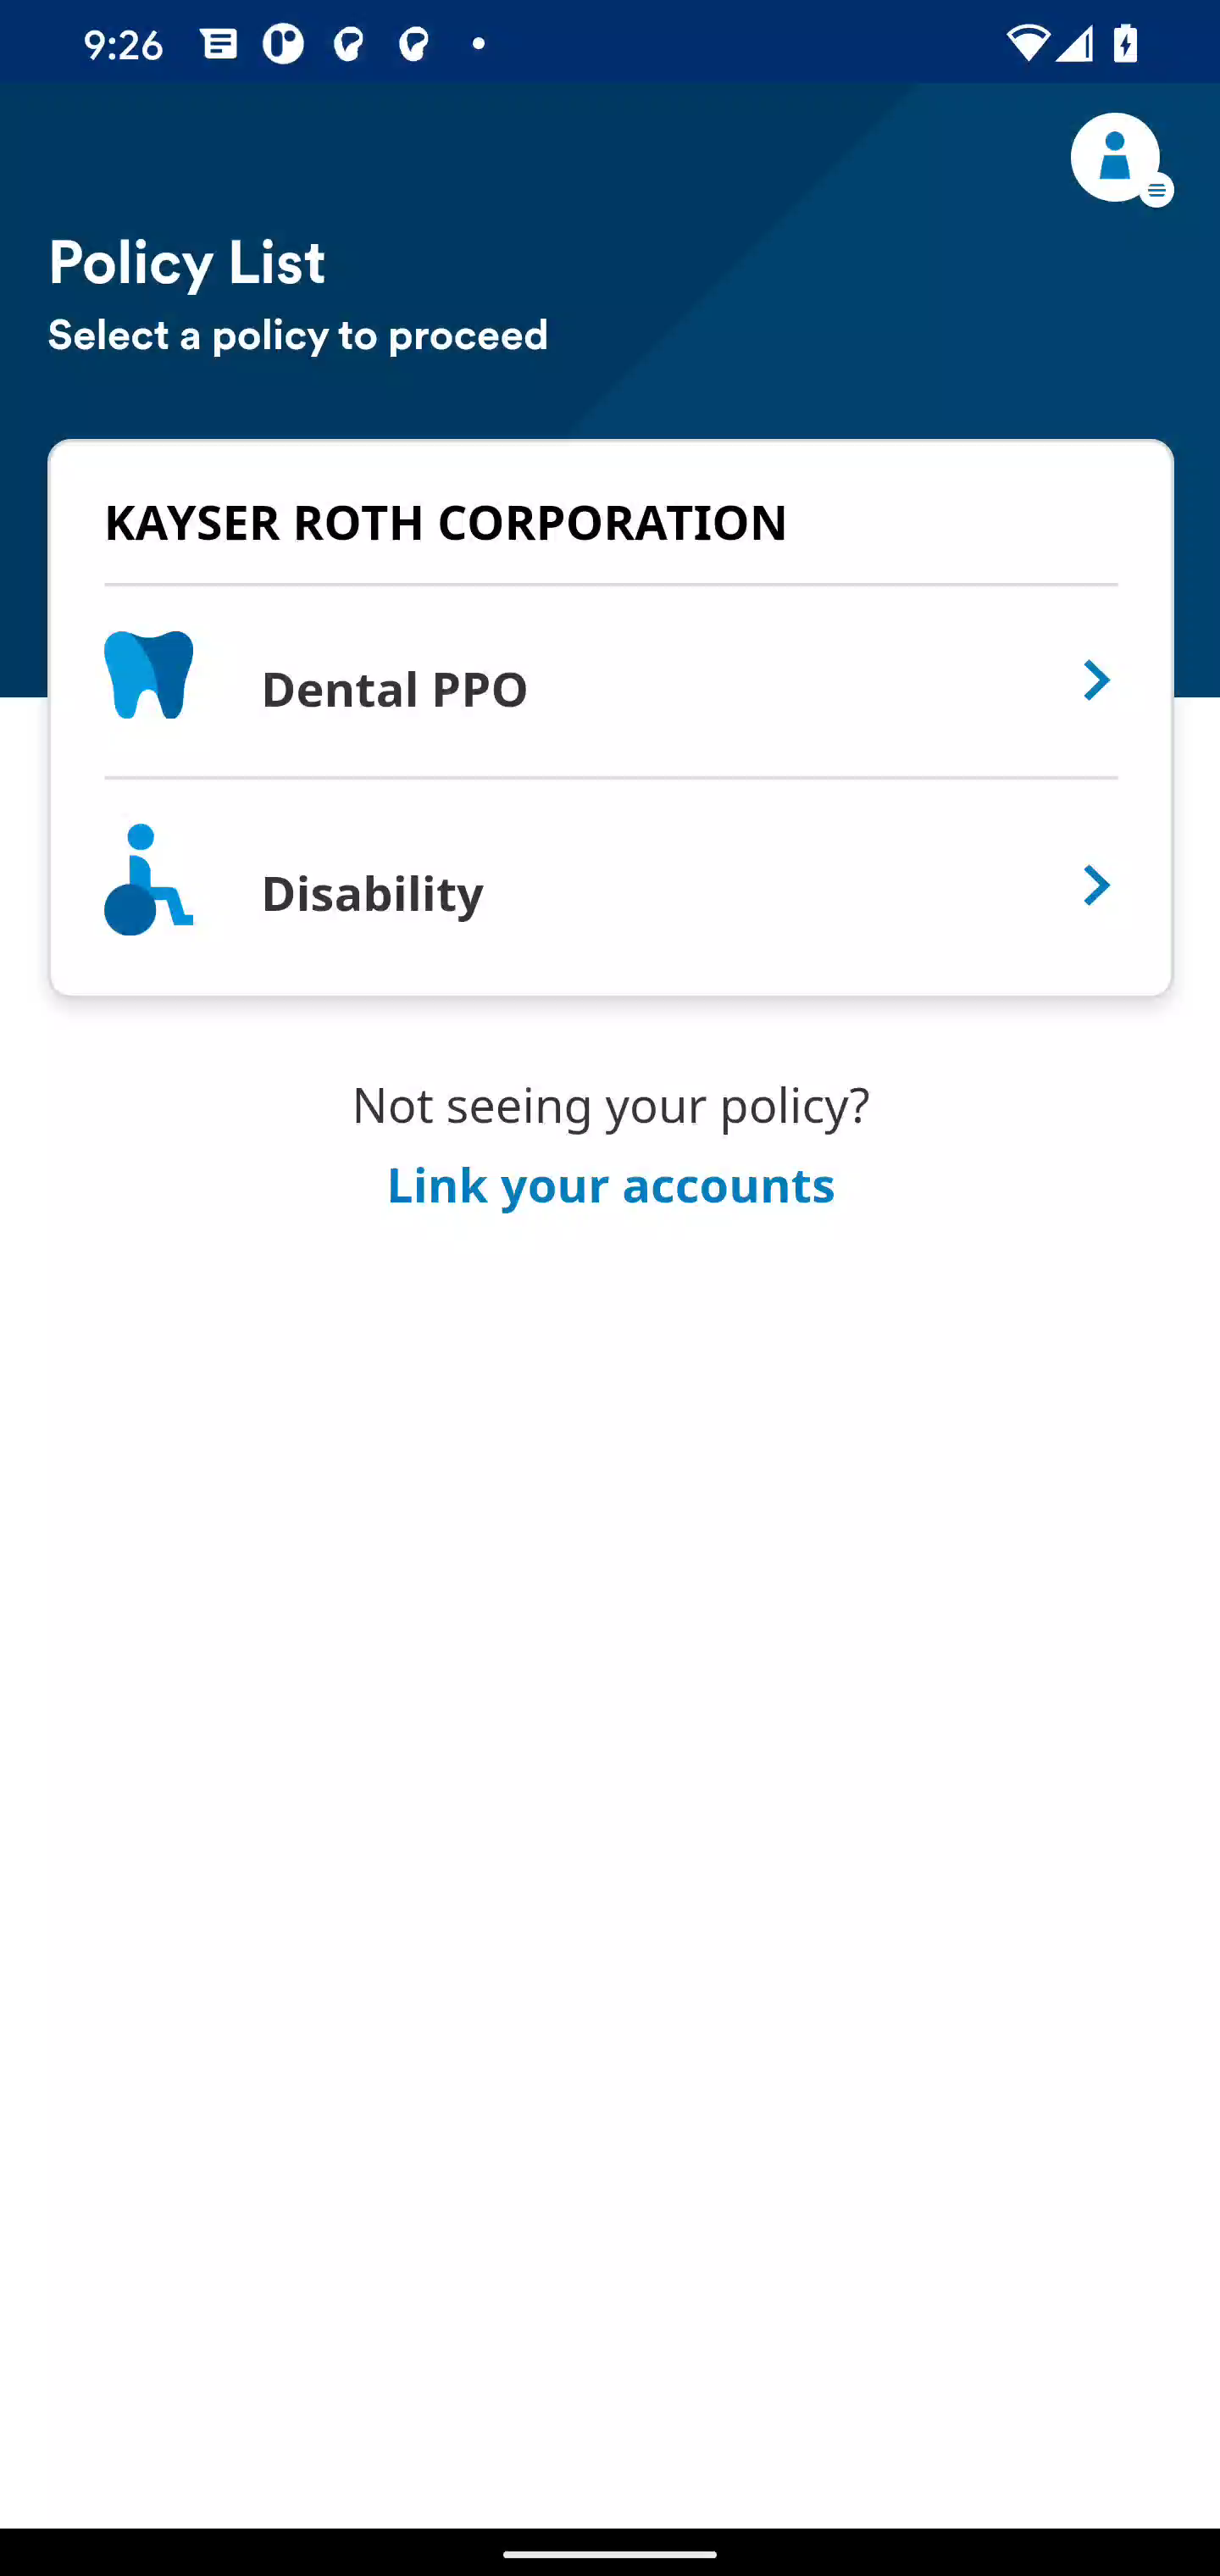 9:26
Policy List
Select a policy to proceed
KAYSER ROTH CORPORATION
Dental PPO
Disability
Not seeing your policy?
Link your accounts